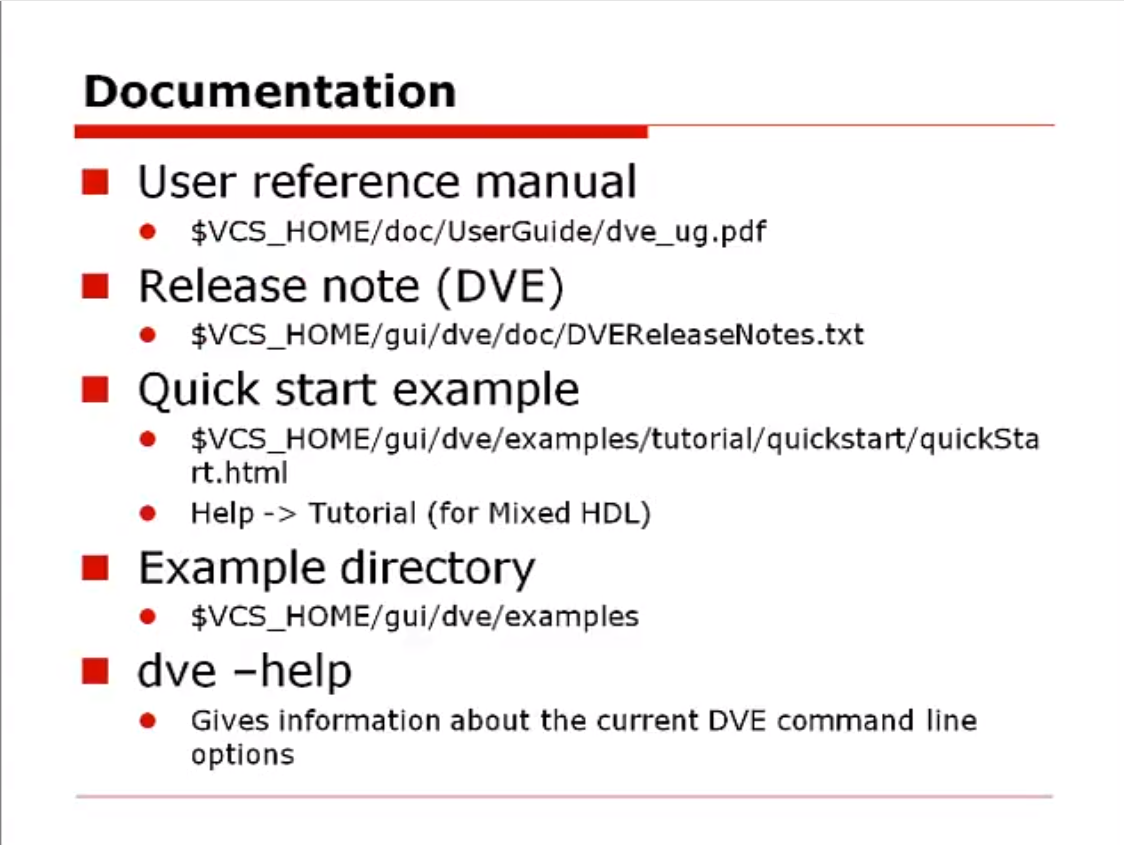 Documentation
User reference manual
$VCS_HOME/doc/UserGuide/dve_ug.pdf
Release note (DVE)
$VCS_HOME/gui/dve/doc/DVEReleaseNotes.txt
Quick start example
$VCS_HOME/gui/dve/examples/tutorial/quickstart/quickSta
rt.html
Help -> Tutorial (for Mixed HDL)
Example directory
$VCS_HOME/gui/dve/examples
dve –help
Gives information about the current DVE command line
options